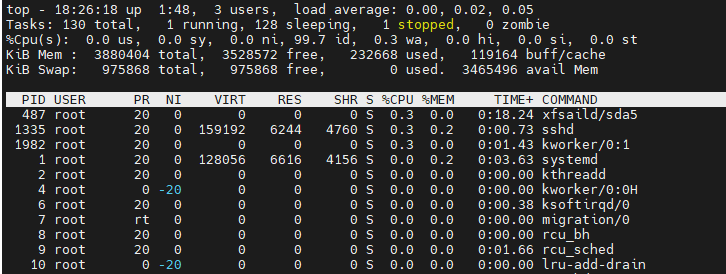 top - 18:26:18 up  1:48,  3 users,  load average: 0.00, 0.02, 0.05
Tasks: 130 total,   1 running, 128 sleeping,   1 stopped,   0 zombie
%Cpu(s):  0.0 us,  0.0 sy,  0.0 ni, 99.7 id,  0.3 wa,  0.0 hi,  0.0 si,  0.0 st
KiB Mem :  3880404 total,  3528572 free,   232668 used,   119164 buff/cache
KiB Swap:   975868 total,   975868 free,        0 used.  3465496 avail Mem
  PID USER      PR  NI    VIRT    RES    SHR S %CPU %MEM     TIME+ COMMAND
  487 root      20   0       0      0      0 S  0.3  0.0   0:18.24 xfsaild/sda5
 1335 root      20   0  159192   6244   4760 S  0.3  0.2   0:00.73 sshd
 1982 root      20   0       0      0      0 S  0.3  0.0   0:01.43 kworker/0:1
    1 root      20   0  128056   6616   4156 S  0.0  0.2   0:03.63 systemd
    2 root      20   0       0      0      0 S  0.0  0.0   0:00.00 kthreadd
    4 root       0 -20       0      0      0 S  0.0  0.0   0:00.00 kworker/0:0H
    6 root      20   0       0      0      0 S  0.0  0.0   0:00.38 ksoftirqd/0
    7 root      rt   0       0      0      0 S  0.0  0.0   0:00.00 migration/0
    8 root      20   0       0      0      0 S  0.0  0.0   0:00.00 rcu_bh
    9 root      20   0       0      0      0 S  0.0  0.0   0:01.66 rcu_sched
   10 root       0 -20       0      0      0 S  0.0  0.0   0:00.00 lru-add-drain